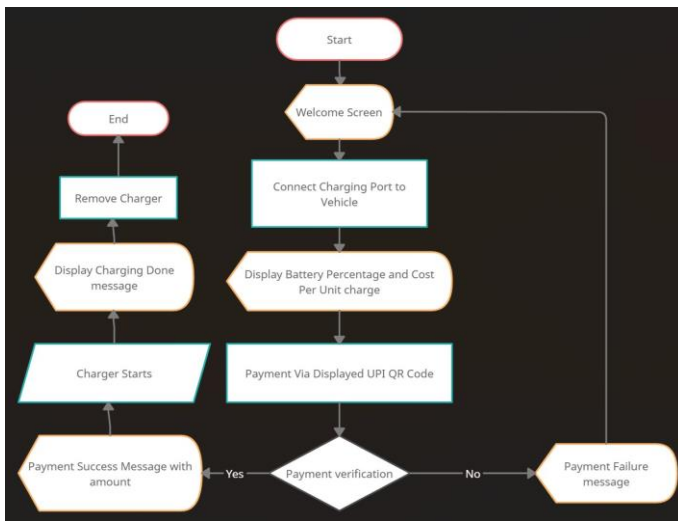 Start
Welcome Screen
Connect Charging Port to
Vehicle
Display Battery Percentage and Cost
Per Unit charge
Payment Via Displayed UPI QR Code
Payment verification
Yes
No
Payment Success Message with
amount
Payment Failure
message
Charger Starts
Display Charging Done
message
Remove Charger
End